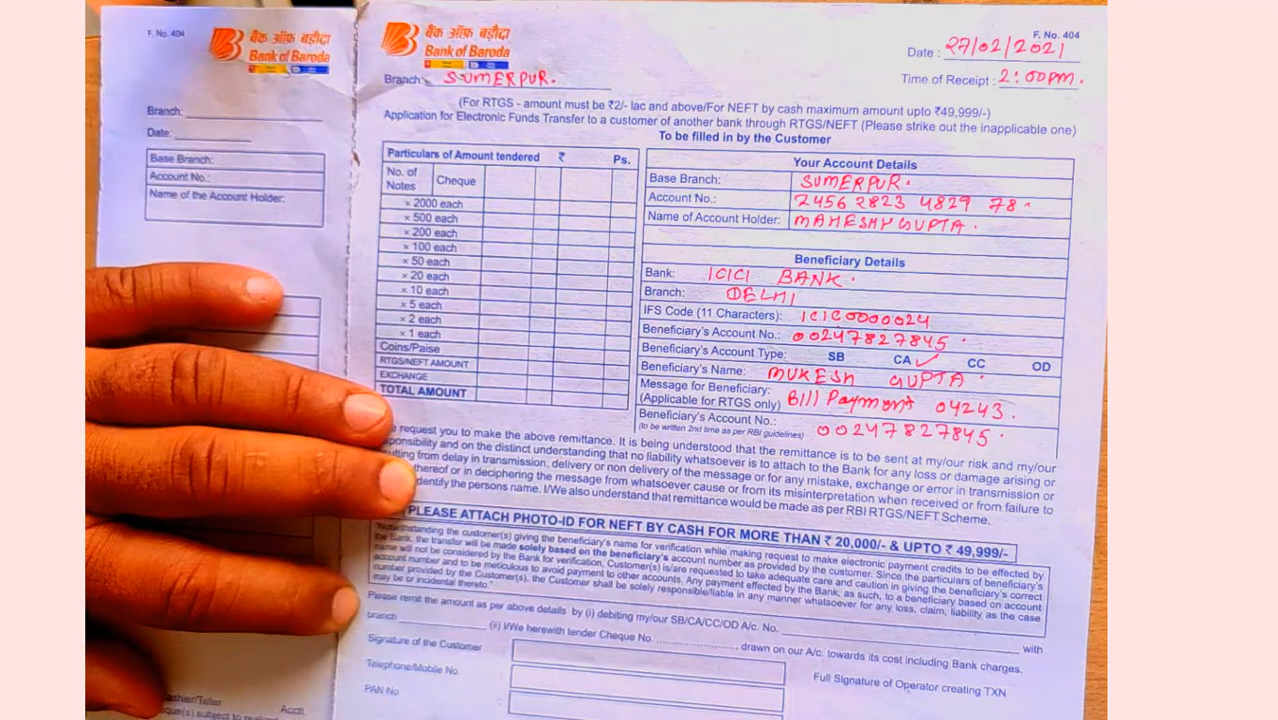 F. No. 404
बैंक ऑफ़ बड़ौदा
Bank of Baroda
Branch:
Date:
Base Branch:
Account No.:
Name of the Account Holder:
बैंक ऑफ़ बड़ौदा
Bank of Baroda
F. No. 404
Date : 27/02/2021
Branch: SUMERPUR.
Time of Receipt : 2:00pm.
(For RTGS - amount must be ₹2/- lac and above/For NEFT by cash maximum amount upto ₹49,999/-)
Application for Electronic Funds Transfer to a customer of another bank through RTGS/NEFT (Please strike out the inapplicable one)
To be filled in by the Customer
Particulars of Amount tendered ₹ Ps.
No. of Notes Cheque
× 2000 each
× 500 each
× 200 each
× 100 each
× 50 each
× 20 each
× 10 each
× 5 each
× 2 each
× 1 each
Coins/Paise
RTGS/NEFT AMOUNT
EXCHANGE
TOTAL AMOUNT
Your Account Details
Base Branch: SUMERPUR.
Account No.: 2456 2823 4829 78.
Name of Account Holder: MAHESHY GUPTA.
Beneficiary Details
Bank: ICICI BANK.
Branch: DELHI
IFS Code (11 Characters): ICIC0000024
Beneficiary's Account No.: 00247827845.
Beneficiary's Account Type: SB CA ✓ CC OD
Beneficiary's Name: MUKESH GUPTA.
Message for Beneficiary:
(Applicable for RTGS only) Bill Payment 04243.
Beneficiary's Account No.:
(to be written 2nd time as per RBI guidelines) 00247827845.
request you to make the above remittance. It is being understood that the remittance is to be sent at my/our risk and my/our
and on the distinct understanding that no liability whatsoever is to attach to the Bank for any loss or damage arising or
from delay in transmission, delivery or non delivery of the message or for any mistake, exchange or error in transmission or
thereof or in deciphering the message from whatsoever cause or from its misinterpretation when received or from failure to
identify the persons name. I/We also understand that remittance would be made as per RBI RTGS/NEFT Scheme.
PLEASE ATTACH PHOTO-ID FOR NEFT BY CASH FOR MORE THAN ₹ 20,000/- & UPTO ₹ 49,999/-
"Notwithstanding the customer(s) giving the beneficiary's name for verification while making request to make electronic payment credits to be effected by
the Bank, the transfer will be made solely based on the beneficiary's account number as provided by the customer. Since the particulars of beneficiary's
name will not be considered by the Bank for verification, Customer(s) is/are requested to take adequate care and caution in giving the beneficiary's correct
account number and to be meticulous to avoid payment to other accounts. Any payment effected by the Bank, as such, to a beneficiary based on account
number provided by the Customer(s), the Customer shall be solely responsible/liable in any manner whatsoever for any loss, claim, liability as the case
may be or incidental thereto."
Please remit the amount as per above details by (i) debiting my/our SB/CA/CC/OD A/c. No.
branch (ii) I/We herewith tender Cheque No. drawn on our A/c. towards its cost including Bank charges. with
Signature of the Customer
Telephone/Mobile No.
PAN No
Full Signature of Operator creating TXN
Teller
subject to